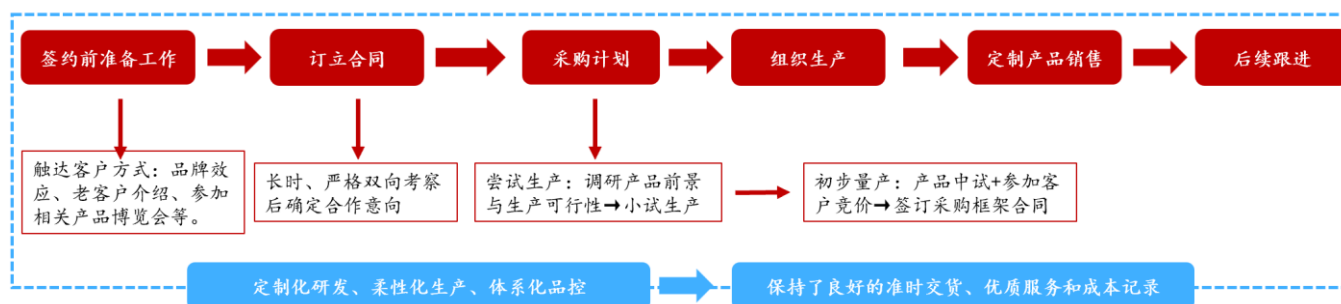 签约前准备工作
订立合同
采购计划
组织生产
定制产品销售
后续跟进
触达客户方式：品牌效
应、老客户介绍、参加
相关产品博览会等。
长时、严格双向考察
后确定合作意向
尝试生产：调研产品前景
与生产可行性→小试生产
初步量产：产品中试+参加客
户竞价→签订采购框架合同
定制化研发、柔性化生产、体系化品控
保持了良好的准时交货、优质服务和成本记录